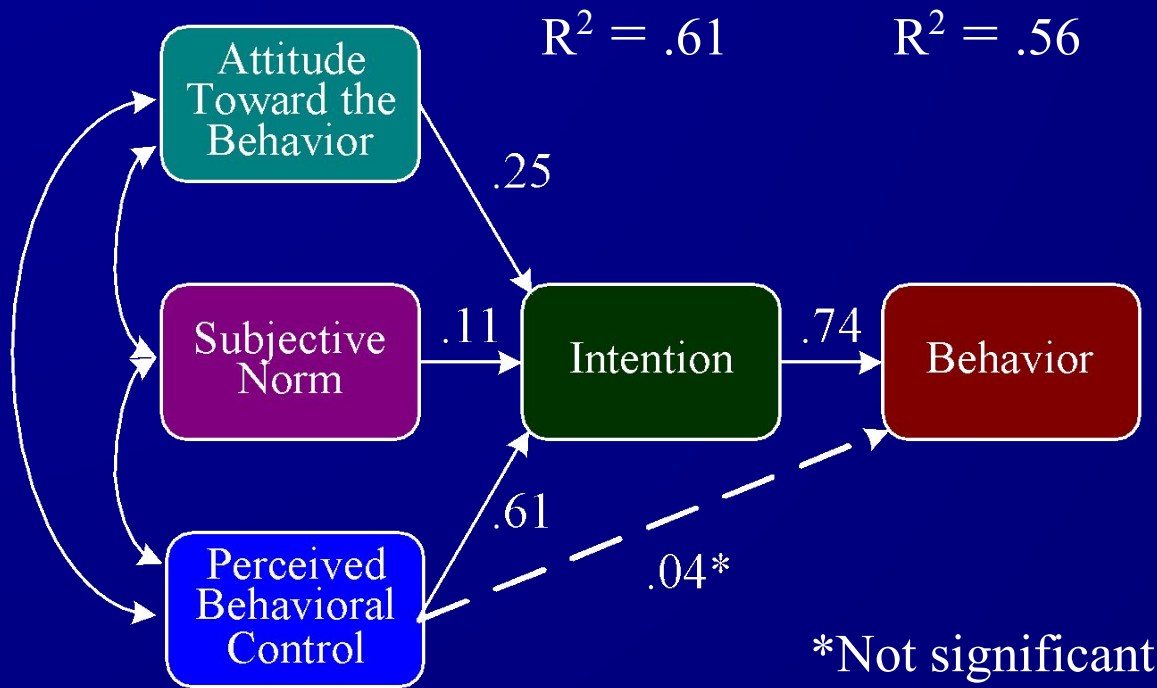 R² = .61
R² = .56
Attitude
Toward the
Behavior
.25
Subjective
Norm
.11
Intention
.74
Behavior
.61
.04*
Perceived
Behavioral
Control
*Not significant